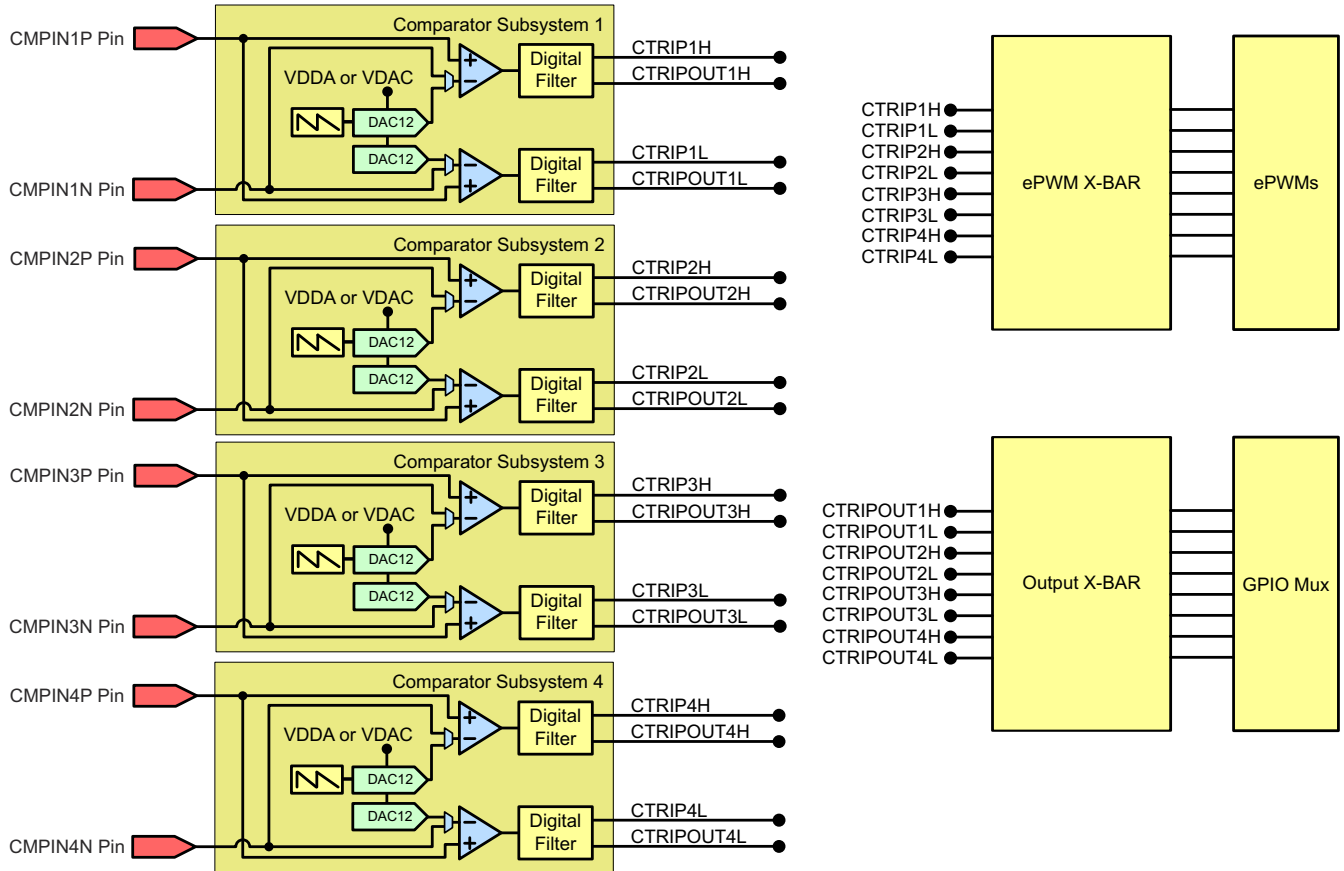 Comparator Subsystem 1
CMPIN1P Pin
VDDA or VDAC
DAC12
DAC12
CMPIN1N Pin
+
−
−
+
Digital
Filter
Digital
Filter
CTRIP1H
CTRIPOUT1H
CTRIP1L
CTRIPOUT1L
Comparator Subsystem 2
CMPIN2P Pin
VDDA or VDAC
DAC12
DAC12
CMPIN2N Pin
+
−
−
+
Digital
Filter
Digital
Filter
CTRIP2H
CTRIPOUT2H
CTRIP2L
CTRIPOUT2L
Comparator Subsystem 3
CMPIN3P Pin
VDDA or VDAC
DAC12
DAC12
CMPIN3N Pin
+
−
−
+
Digital
Filter
Digital
Filter
CTRIP3H
CTRIPOUT3H
CTRIP3L
CTRIPOUT3L
Comparator Subsystem 4
CMPIN4P Pin
VDDA or VDAC
DAC12
DAC12
CMPIN4N Pin
+
−
−
+
Digital
Filter
Digital
Filter
CTRIP4H
CTRIPOUT4H
CTRIP4L
CTRIPOUT4L
CTRIP1H
CTRIP1L
CTRIP2H
CTRIP2L
CTRIP3H
CTRIP3L
CTRIP4H
CTRIP4L
ePWM X-BAR
ePWMs
CTRIPOUT1H
CTRIPOUT1L
CTRIPOUT2H
CTRIPOUT2L
CTRIPOUT3H
CTRIPOUT3L
CTRIPOUT4H
CTRIPOUT4L
Output X-BAR
GPIO Mux